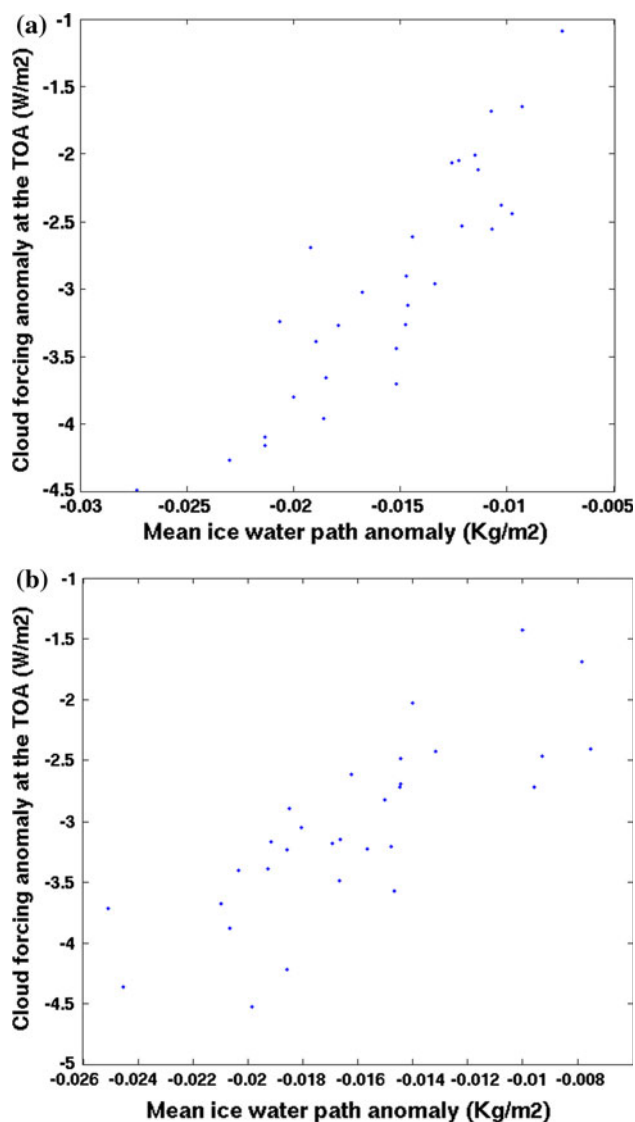 (a)
Cloud forcing anomaly at the TOA (W/m2)
-1
-1.5
-2
-2.5
-3
-3.5
-4
-4.5
-0.03 -0.025 -0.02 -0.015 -0.01 -0.005
Mean ice water path anomaly (Kg/m2)
(b)
Cloud forcing anomaly at the TOA (W/m2)
-1
-1.5
-2
-2.5
-3
-3.5
-4
-4.5
-5
-0.026 -0.024 -0.022 -0.02 -0.018 -0.016 -0.014 -0.012 -0.01 -0.008
Mean ice water path anomaly (Kg/m2)